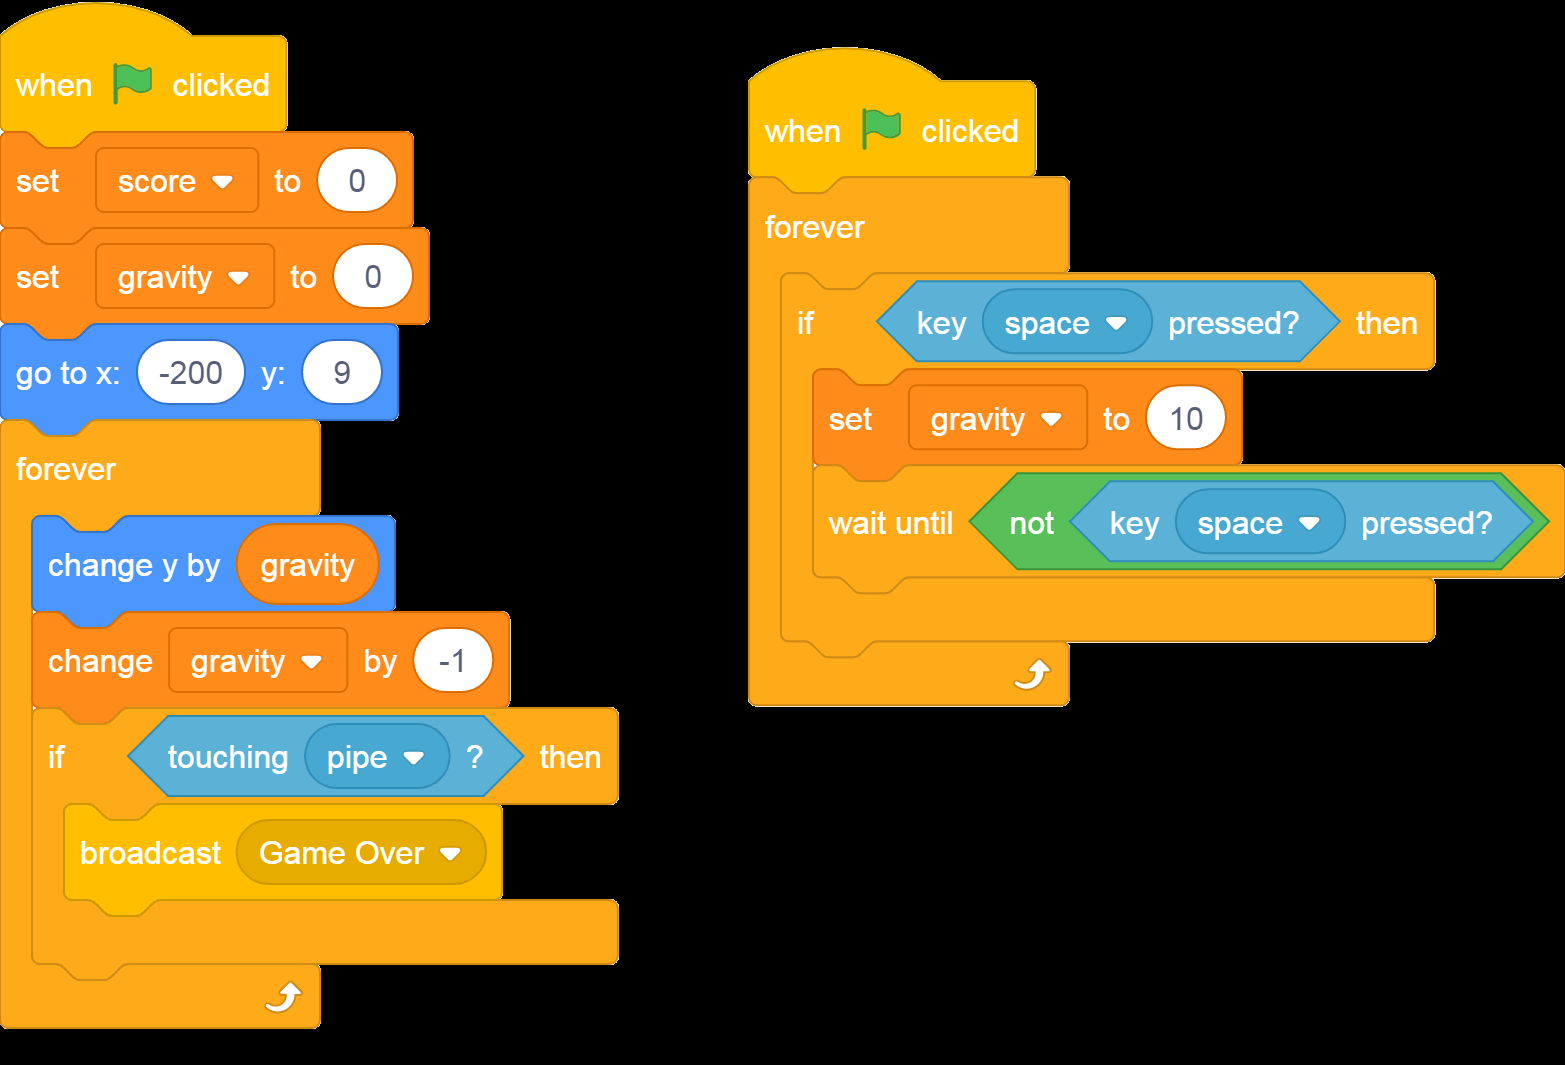 when clicked
set score to 0
set gravity to 0
go to x: -200 y: 9
forever
change y by gravity
change gravity by -1
if touching pipe ? then
broadcast Game Over
when clicked
forever
if key space pressed? then
set gravity to 10
wait until not key space pressed?